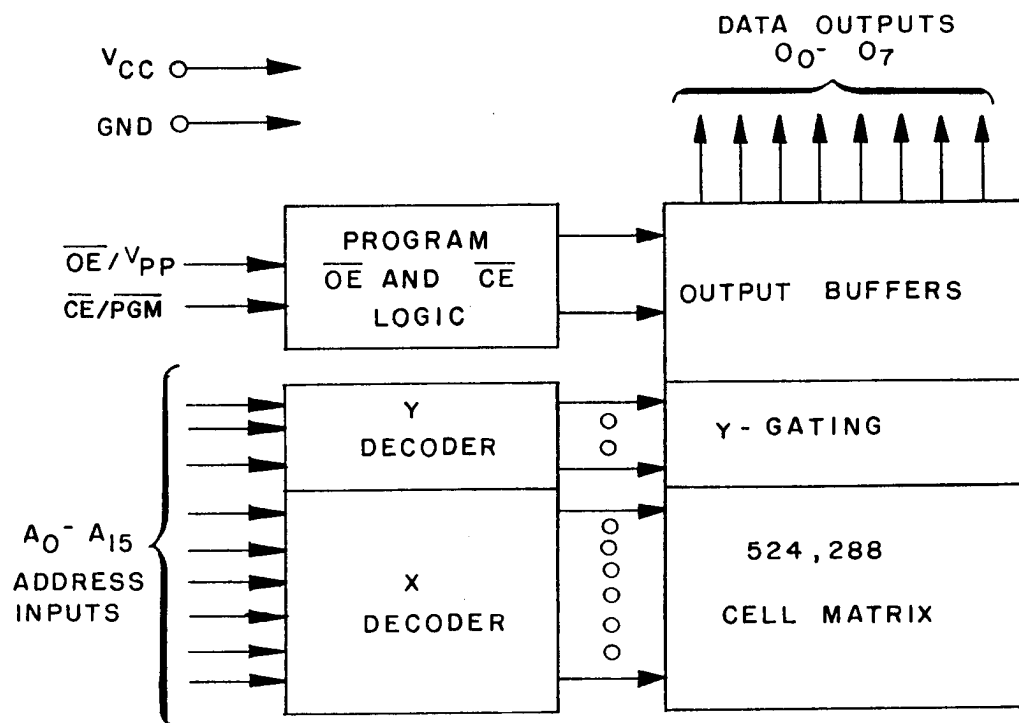 DATA OUTPUTS
O0- O7
VCC
GND
PROGRAM
OE AND CE
LOGIC
OE/VPP
CE/PGM
OUTPUT BUFFERS
Y
DECODER
Y-GATING
A0- A15
ADDRESS
INPUTS
X
DECODER
524,288
CELL MATRIX